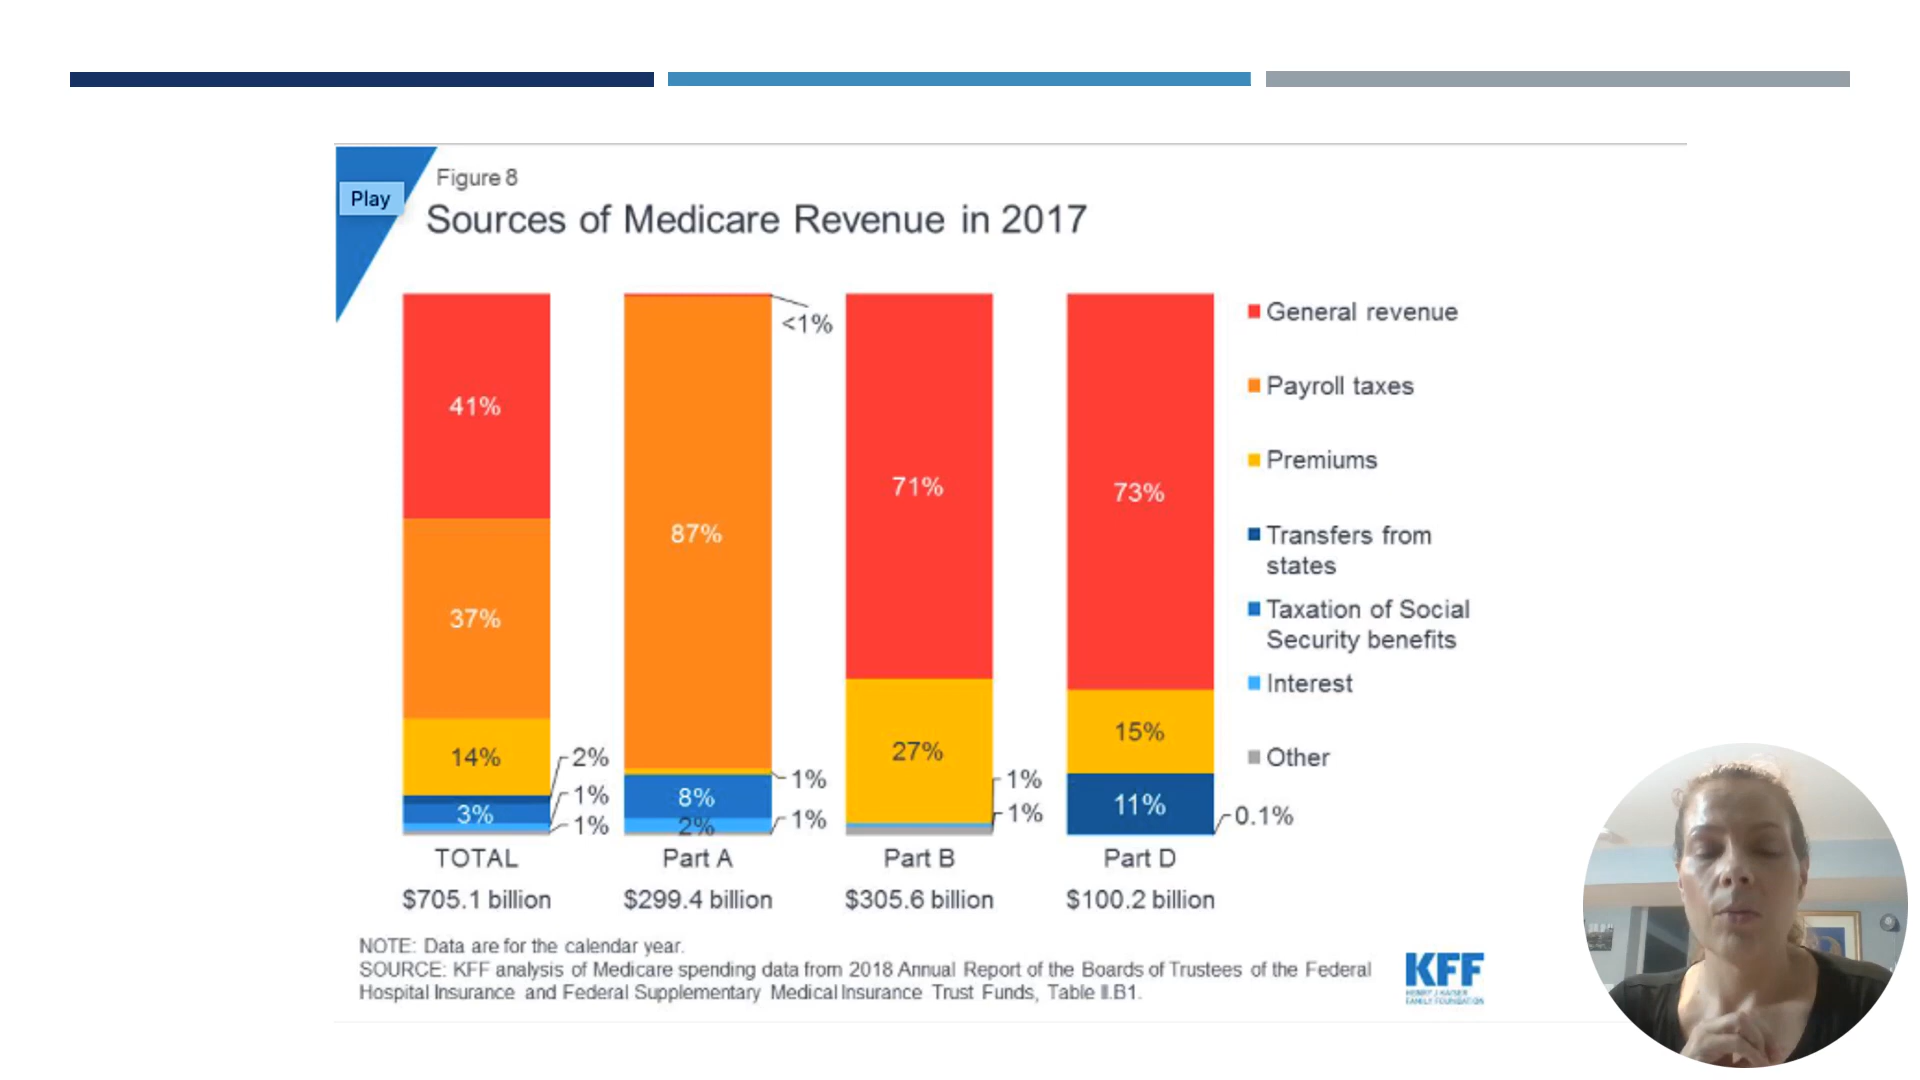 Figure 8
Play
Sources of Medicare Revenue in 2017
<1%
General revenue
Payroll taxes
Premiums
Transfers from
states
Taxation of Social
Security benefits
Interest
Other
41%
37%
14%
2%
3%
1%
1%
87%
1%
8%
2%
1%
71%
27%
1%
1%
73%
15%
11%
0.1%
TOTAL Part A Part B Part D
$705.1 billion $299.4 billion $305.6 billion $100.2 billion
NOTE: Data are for the calendar year.
SOURCE: KFF analysis of Medicare spending data from 2018 Annual Report of the Boards of Trustees of the Federal
Hospital Insurance and Federal Supplementary Medical Insurance Trust Funds, Table II.B1.
KFF
HENRY J KAISER
FAMILY FOUNDATION